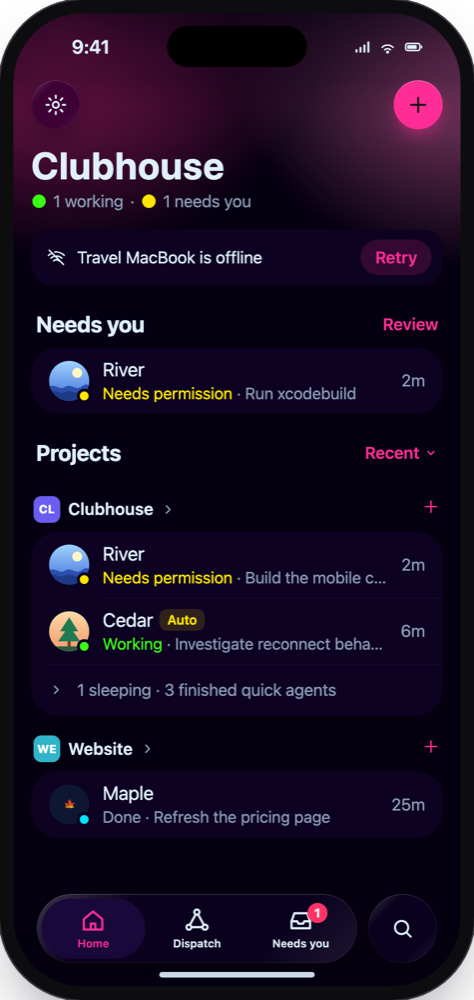 9:41
Clubhouse
1 working · 1 needs you
Travel MacBook is offline
Retry
Needs you
Review
River
2m
Needs permission · Run xcodebuild
Projects
Recent
CL
Clubhouse
River
2m
Needs permission · Build the mobile c...
Cedar
Auto
6m
Working · Investigate reconnect beha...
1 sleeping · 3 finished quick agents
WE
Website
Maple
25m
Done · Refresh the pricing page
1
Home
Dispatch
Needs you